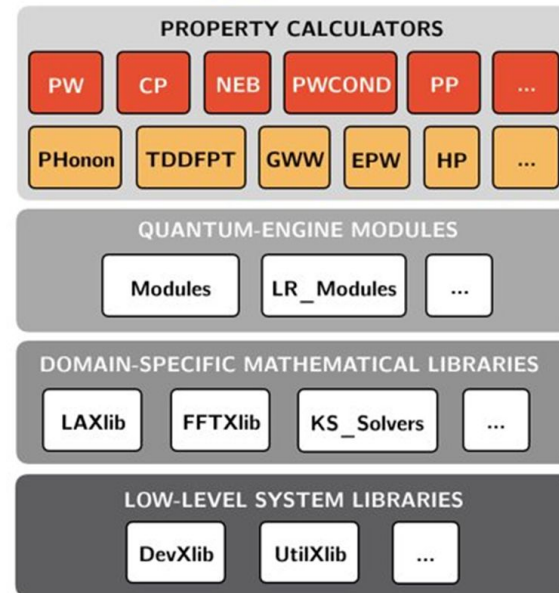 PROPERTY CALCULATORS
PW CP NEB PWCOND PP ...
PHonon TDDFPT GWW EPW HP ...
QUANTUM-ENGINE MODULES
Modules LR_Modules ...
DOMAIN-SPECIFIC MATHEMATICAL LIBRARIES
LAXlib FFTXlib KS_Solvers ...
LOW-LEVEL SYSTEM LIBRARIES
DevXlib UtilXlib ...